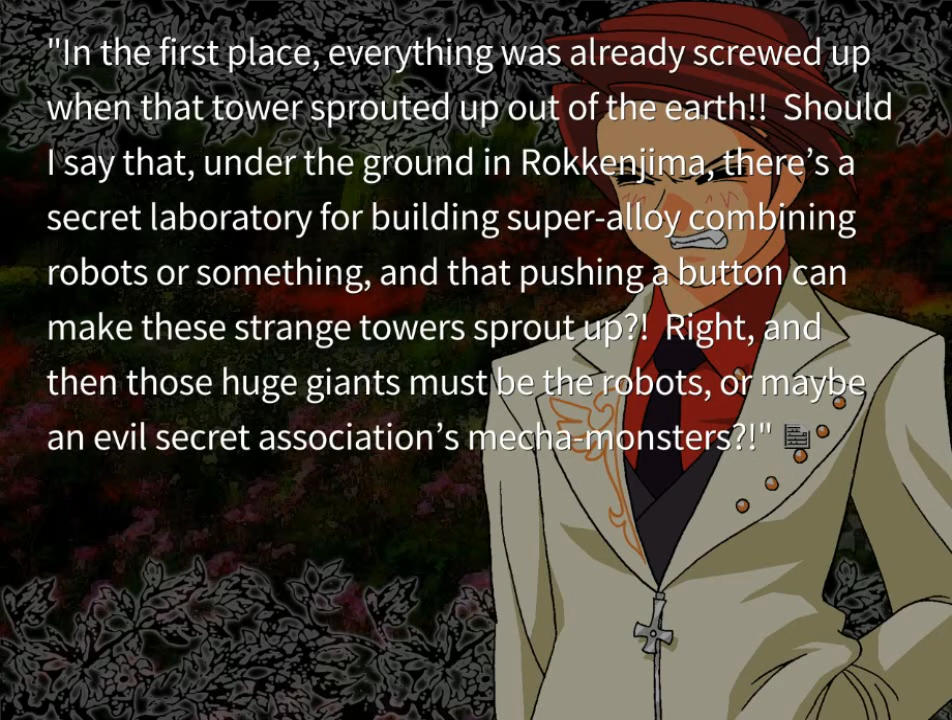 "In the first place, everything was already screwed up
when that tower sprouted up out of the earth!!  Should
I say that, under the ground in Rokkenjima, there’s a
secret laboratory for building super-alloy combining
robots or something, and that pushing a button can
make these strange towers sprout up?!  Right, and
then those huge giants must be the robots, or maybe
an evil secret association’s mecha-monsters?!"